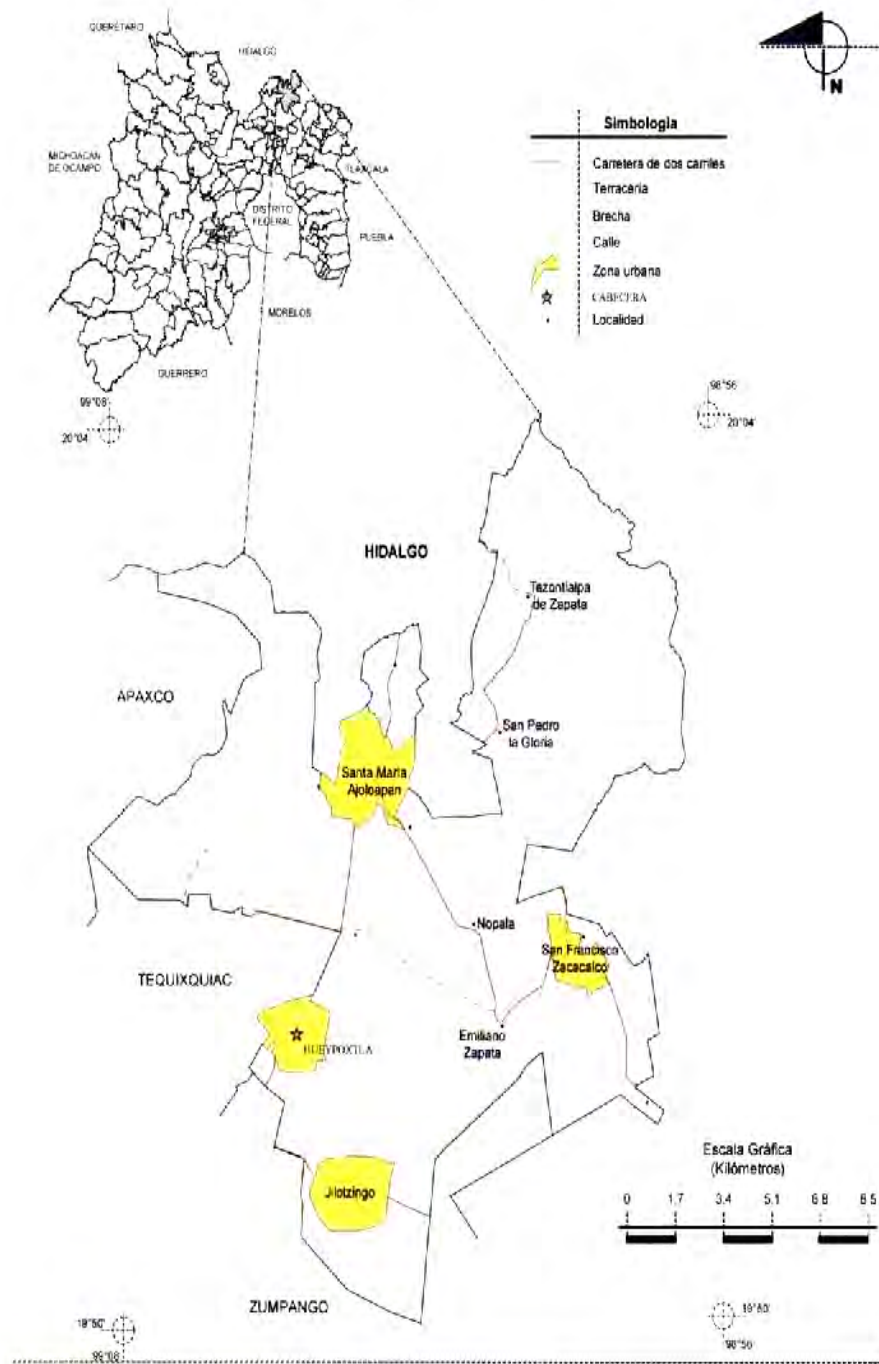 QUERÉTARO
HIDALGO
MICHOACAN
DE OCAMPO
TLAXCALA
DISTRITO
FEDERAL
PUEBLA
MORELOS
GUERRERO
N
Simbología
Carretera de dos carriles
Terracería
Brecha
Calle
Zona urbana
CABECERA
Localidad
99°08'
20°04'
98°56'
20°04'
HIDALGO
Tezontlalpa
de Zapata
APAXCO
San Pedro
la Gloria
Santa María
Ajoloapan
Nopala
San Francisco
Zacacalco
TEQUIXQUIAC
HUEYPOXTLA
Emiliano
Zapata
Jilotzingo
Escala Gráfica
(Kilómetros)
0 1.7 3.4 5.1 6.8 8.5
ZUMPANGO
19°50'
99°08'
19°50'
98°56'